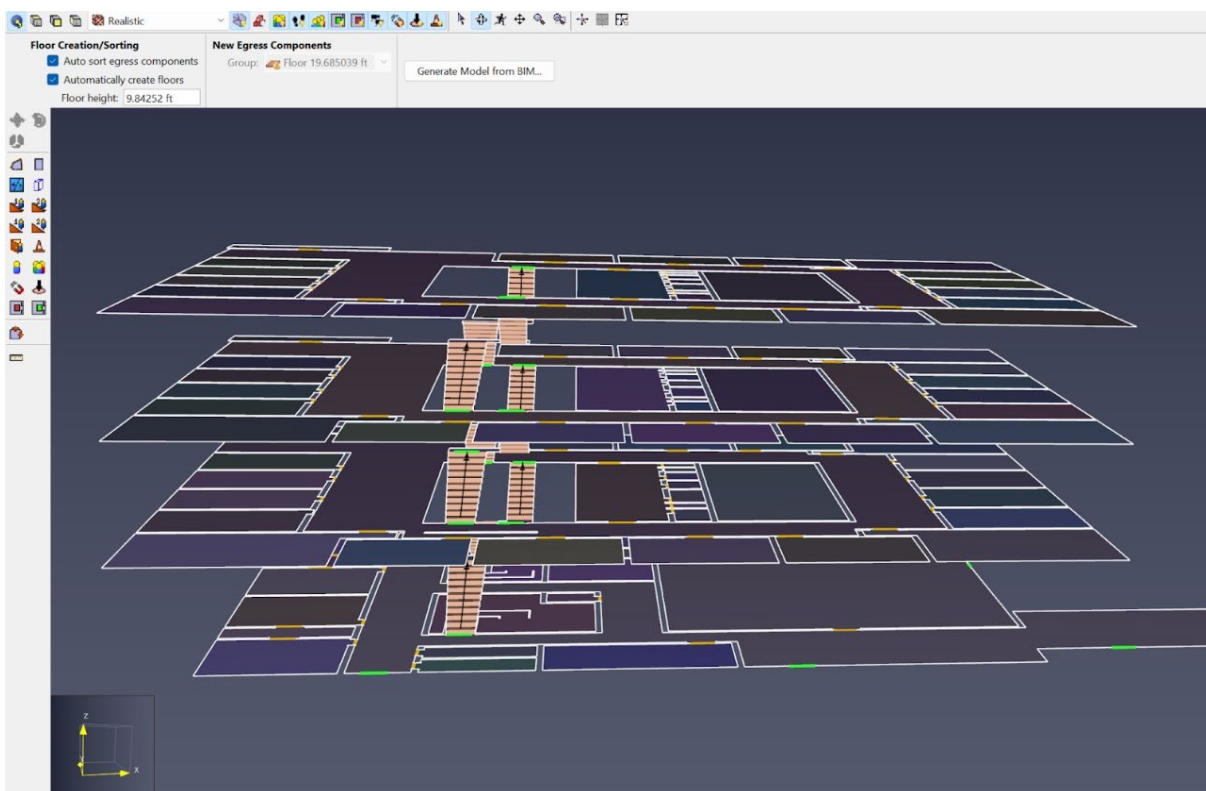 Realistic
Floor Creation/Sorting
Auto sort egress components
Automatically create floors
Floor height: 9.84252 ft
New Egress Components
Group: Floor 19.685039 ft
Generate Model from BIM...
Z
Y
X